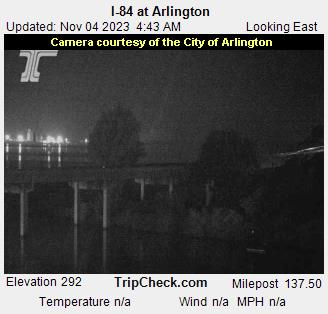 I-84 at Arlington
Updated: Nov 04 2023 4:43 AM Looking East
Camera courtesy of the City of Arlington
Elevation 292 TripCheck.com Milepost 137.50
Temperature n/a Wind n/a MPH n/a